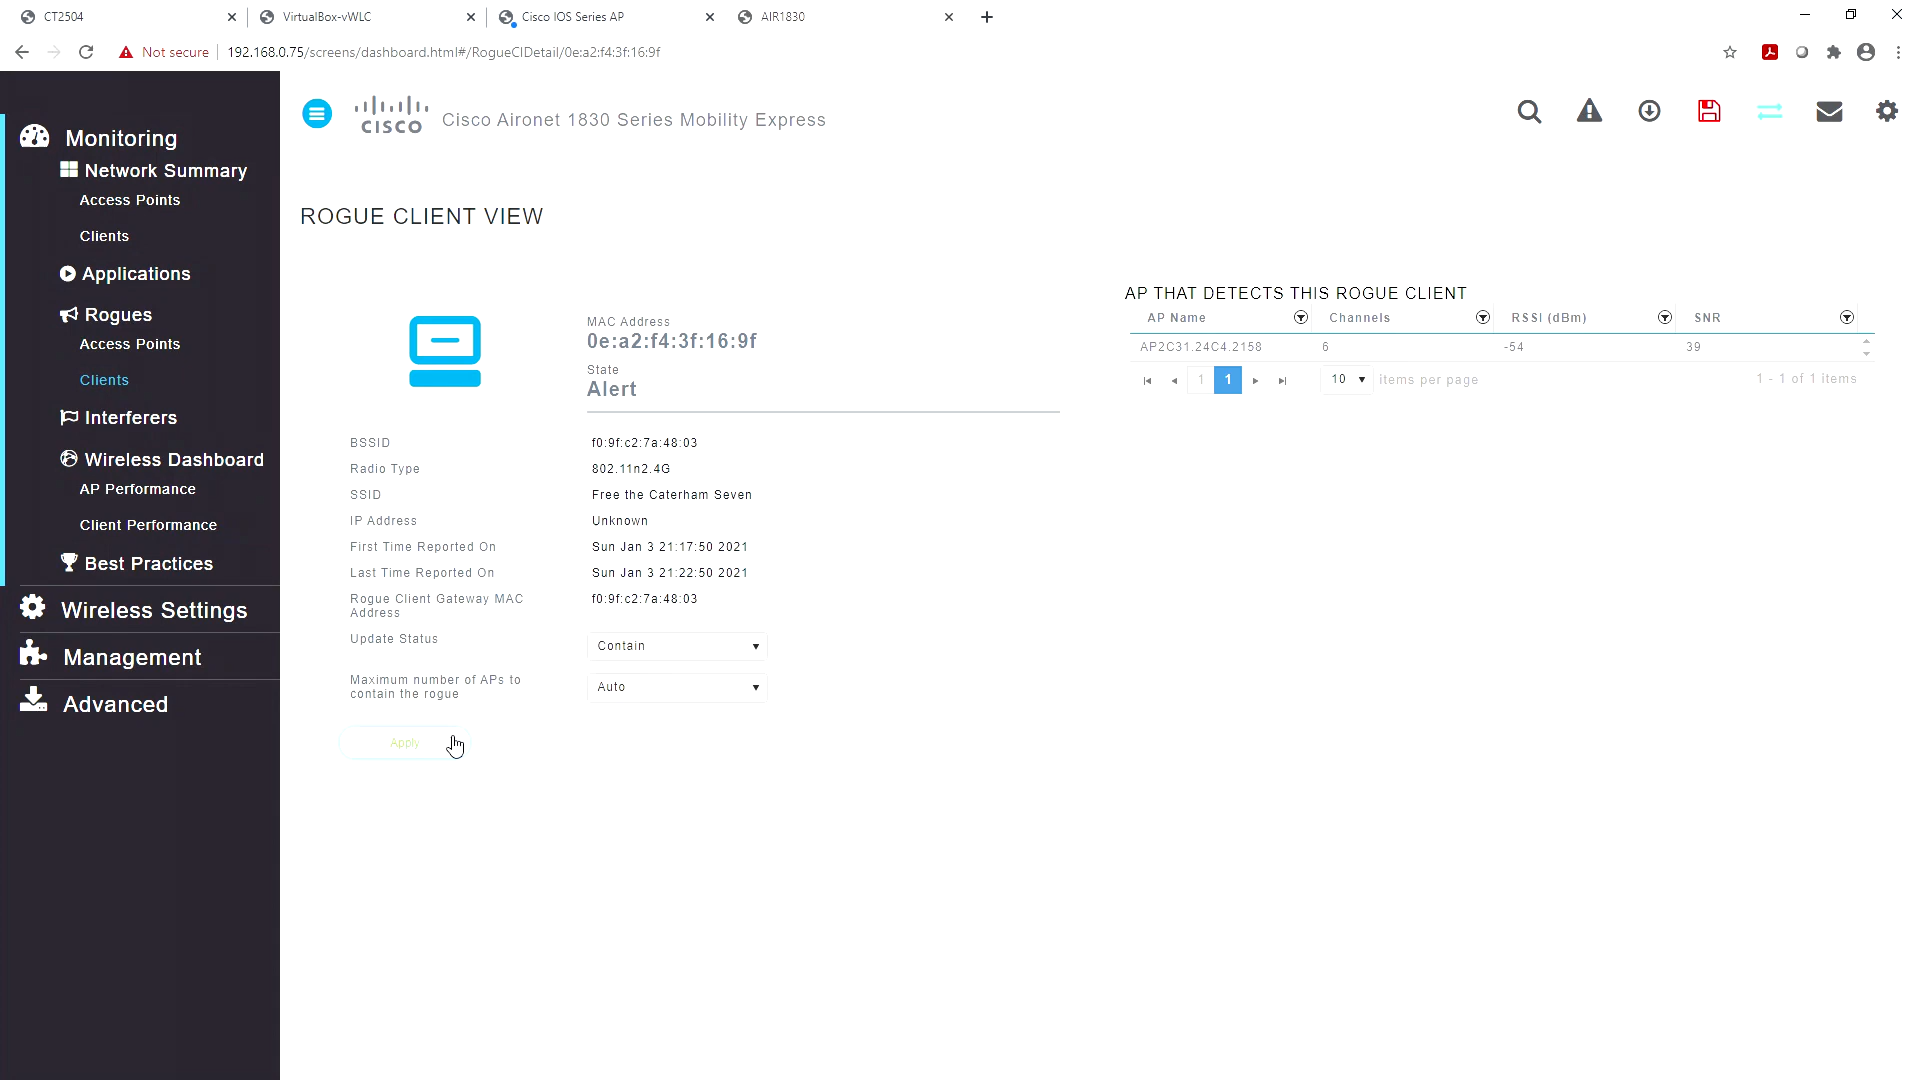 CT2504
VirtualBox-vWLC
Cisco IOS Series AP
AIR1830
Not secure
192.168.0.75/screens/dashboard.html#/RogueClDetail/0e:a2:f4:3f:16:9f
Monitoring
Network Summary
Access Points
Clients
Applications
Rogues
Access Points
Clients
Interferers
Wireless Dashboard
AP Performance
Client Performance
Best Practices
Wireless Settings
Management
Advanced
CISCO
Cisco Aironet 1830 Series Mobility Express
ROGUE CLIENT VIEW
MAC Address
0e:a2:f4:3f:16:9f
State
Alert
BSSID f0:9f:c2:7a:48:03
Radio Type 802.11n2.4G
SSID Free the Caterham Seven
IP Address Unknown
First Time Reported On Sun Jan 3 21:17:50 2021
Last Time Reported On Sun Jan 3 21:22:50 2021
Rogue Client Gateway MAC
Address
f0:9f:c2:7a:48:03
Update Status Contain
Maximum number of APs to
contain the rogue
Auto
Apply
AP THAT DETECTS THIS ROGUE CLIENT
AP Name Channels RSSI (dBm) SNR
AP2C31.24C4.2158 6 -54 39
1 1 10 items per page 1 - 1 of 1 items